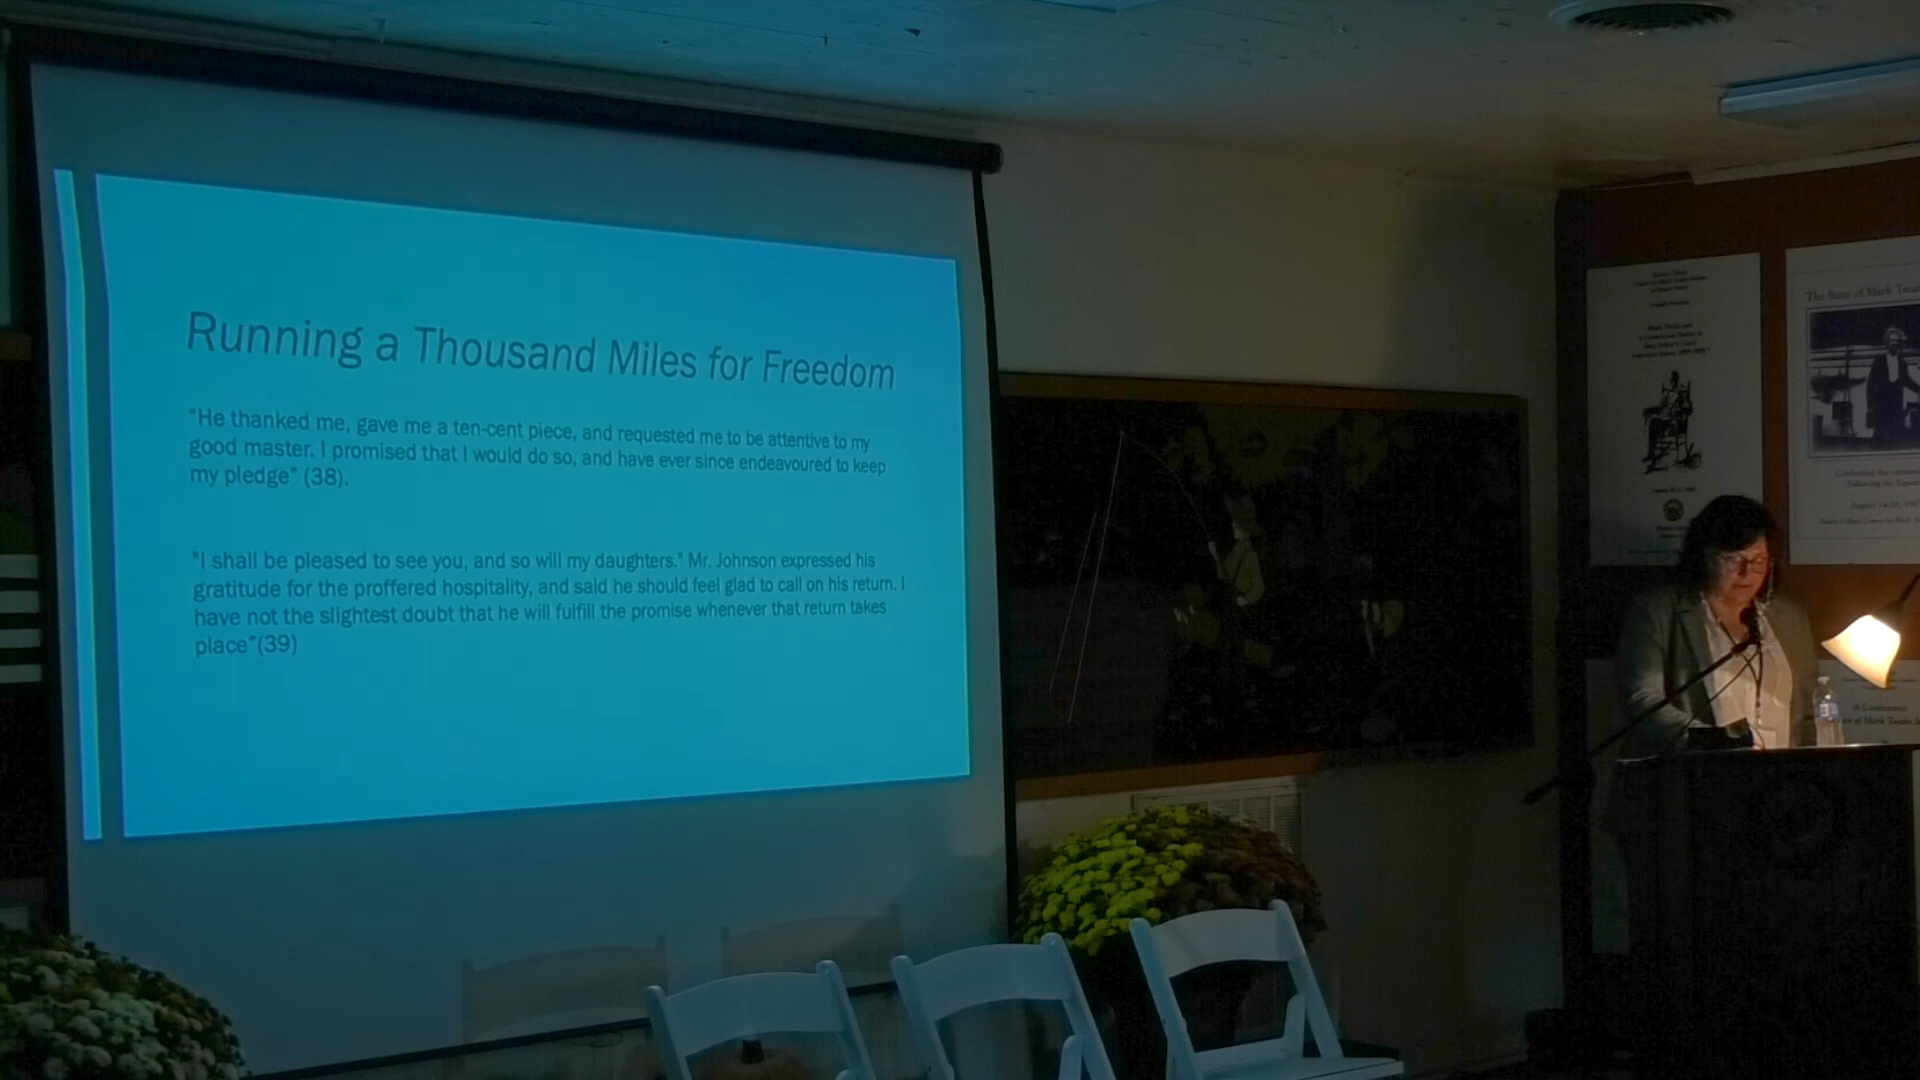 Running a Thousand Miles for Freedom
"He thanked me, gave me a ten-cent piece, and requested me to be attentive to my
good master. I promised that I would do so, and have ever since endeavoured to keep
my pledge" (38).
"I shall be pleased to see you, and so will my daughters." Mr. Johnson expressed his
gratitude for the proffered hospitality, and said he should feel glad to call on his return. I
have not the slightest doubt that he will fulfill the promise whenever that return takes
place"(39)
The State of Mark Twain
A Conference
of Mark Twain